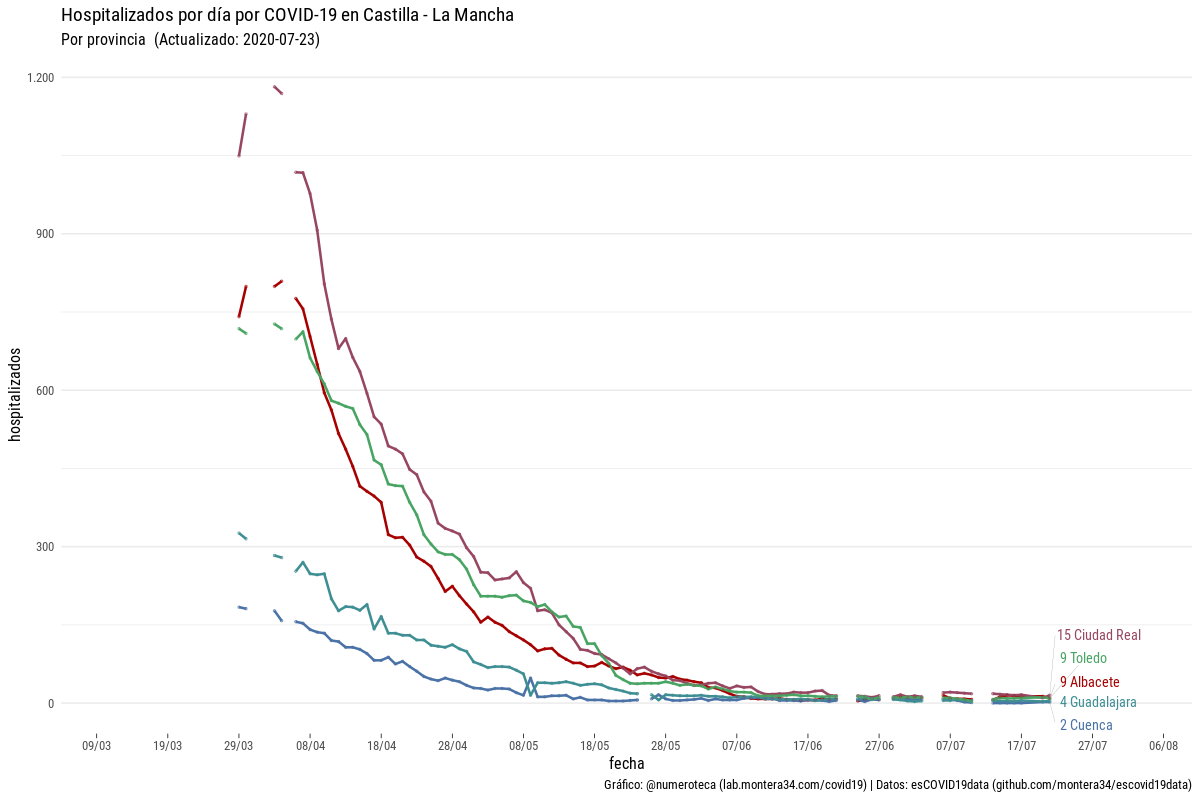 Hospitalizados por día por COVID-19 en Castilla - La Mancha
Por provincia (Actualizado: 2020-07-23)
hospitalizados
1.200
900
600
300
0
15 Ciudad Real
9 Toledo
9 Albacete
4 Guadalajara
2 Cuenca
09/03 19/03 29/03 08/04 18/04 28/04 08/05 18/05 28/05 07/06 17/06 27/06 07/07 17/07 27/07 06/08
fecha
Gráfico: @numeroteca (lab.montera34.com/covid19) | Datos: esCOVID19data (github.com/montera34/escovid19data)